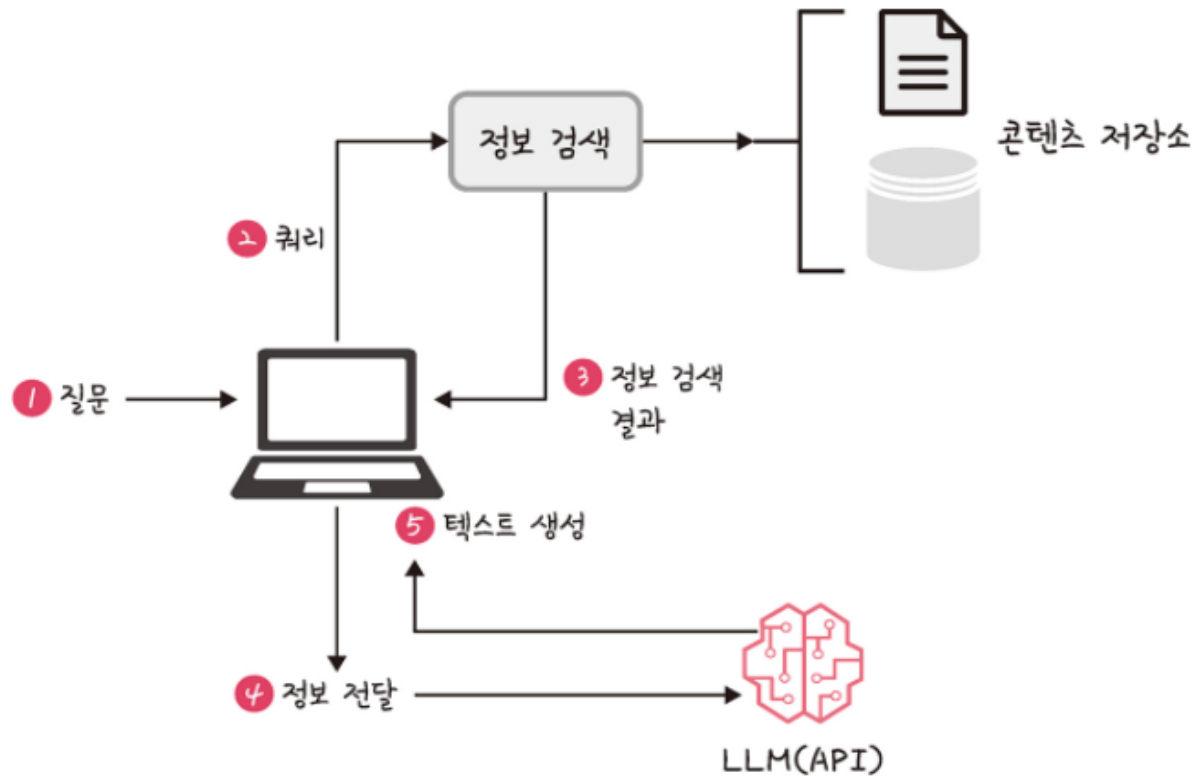 정보 검색
콘텐츠 저장소
2 쿼리
1 질문
3 정보 검색
결과
5 텍스트 생성
4 정보 전달
LLM(API)